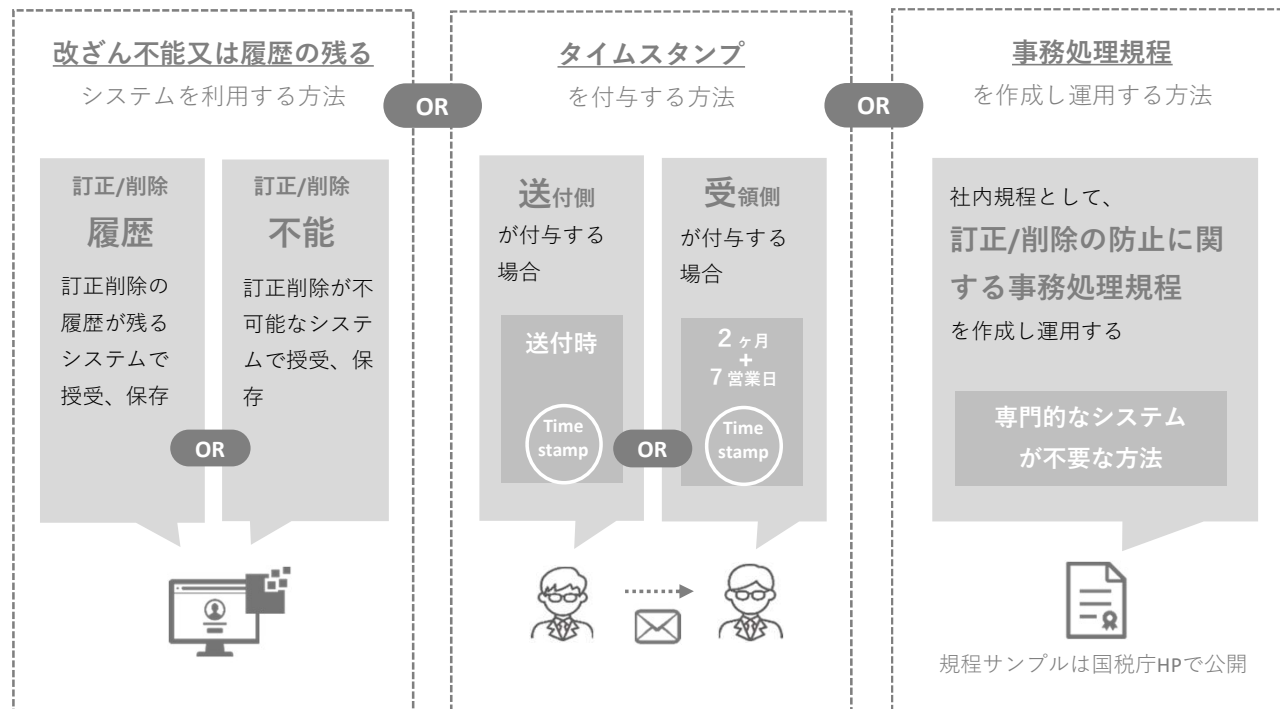 改ざん不能又は履歴の残る
システムを利用する方法
訂正/削除
履歴
訂正削除の
履歴が残る
システムで
授受、保存
OR
訂正/削除
不能
訂正削除が不
可能なシステ
ムで授受、保
存
OR
タイムスタンプ
を付与する方法
送付側
が付与する
場合
送付時
Time
stamp
OR
受領側
が付与する
場合
2 ヶ月
+
7 営業日
Time
stamp
OR
事務処理規程
を作成し運用する方法
社内規程として、
訂正/削除の防止に関
する事務処理規程
を作成し運用する
専門的なシステム
が不要な方法
規程サンプルは国税庁HPで公開